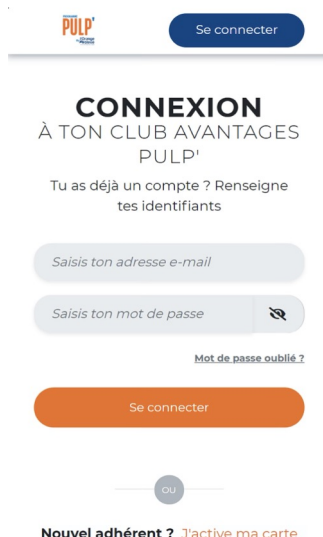 PULP'
Se connecter
CONNEXION
À TON CLUB AVANTAGES
PULP'
Tu as déjà un compte ? Renseigne
tes identifiants
Saisis ton adresse e-mail
Saisis ton mot de passe
Mot de passe oublié ?
Se connecter
OU
Nouvel adhérent ? J'active ma carte